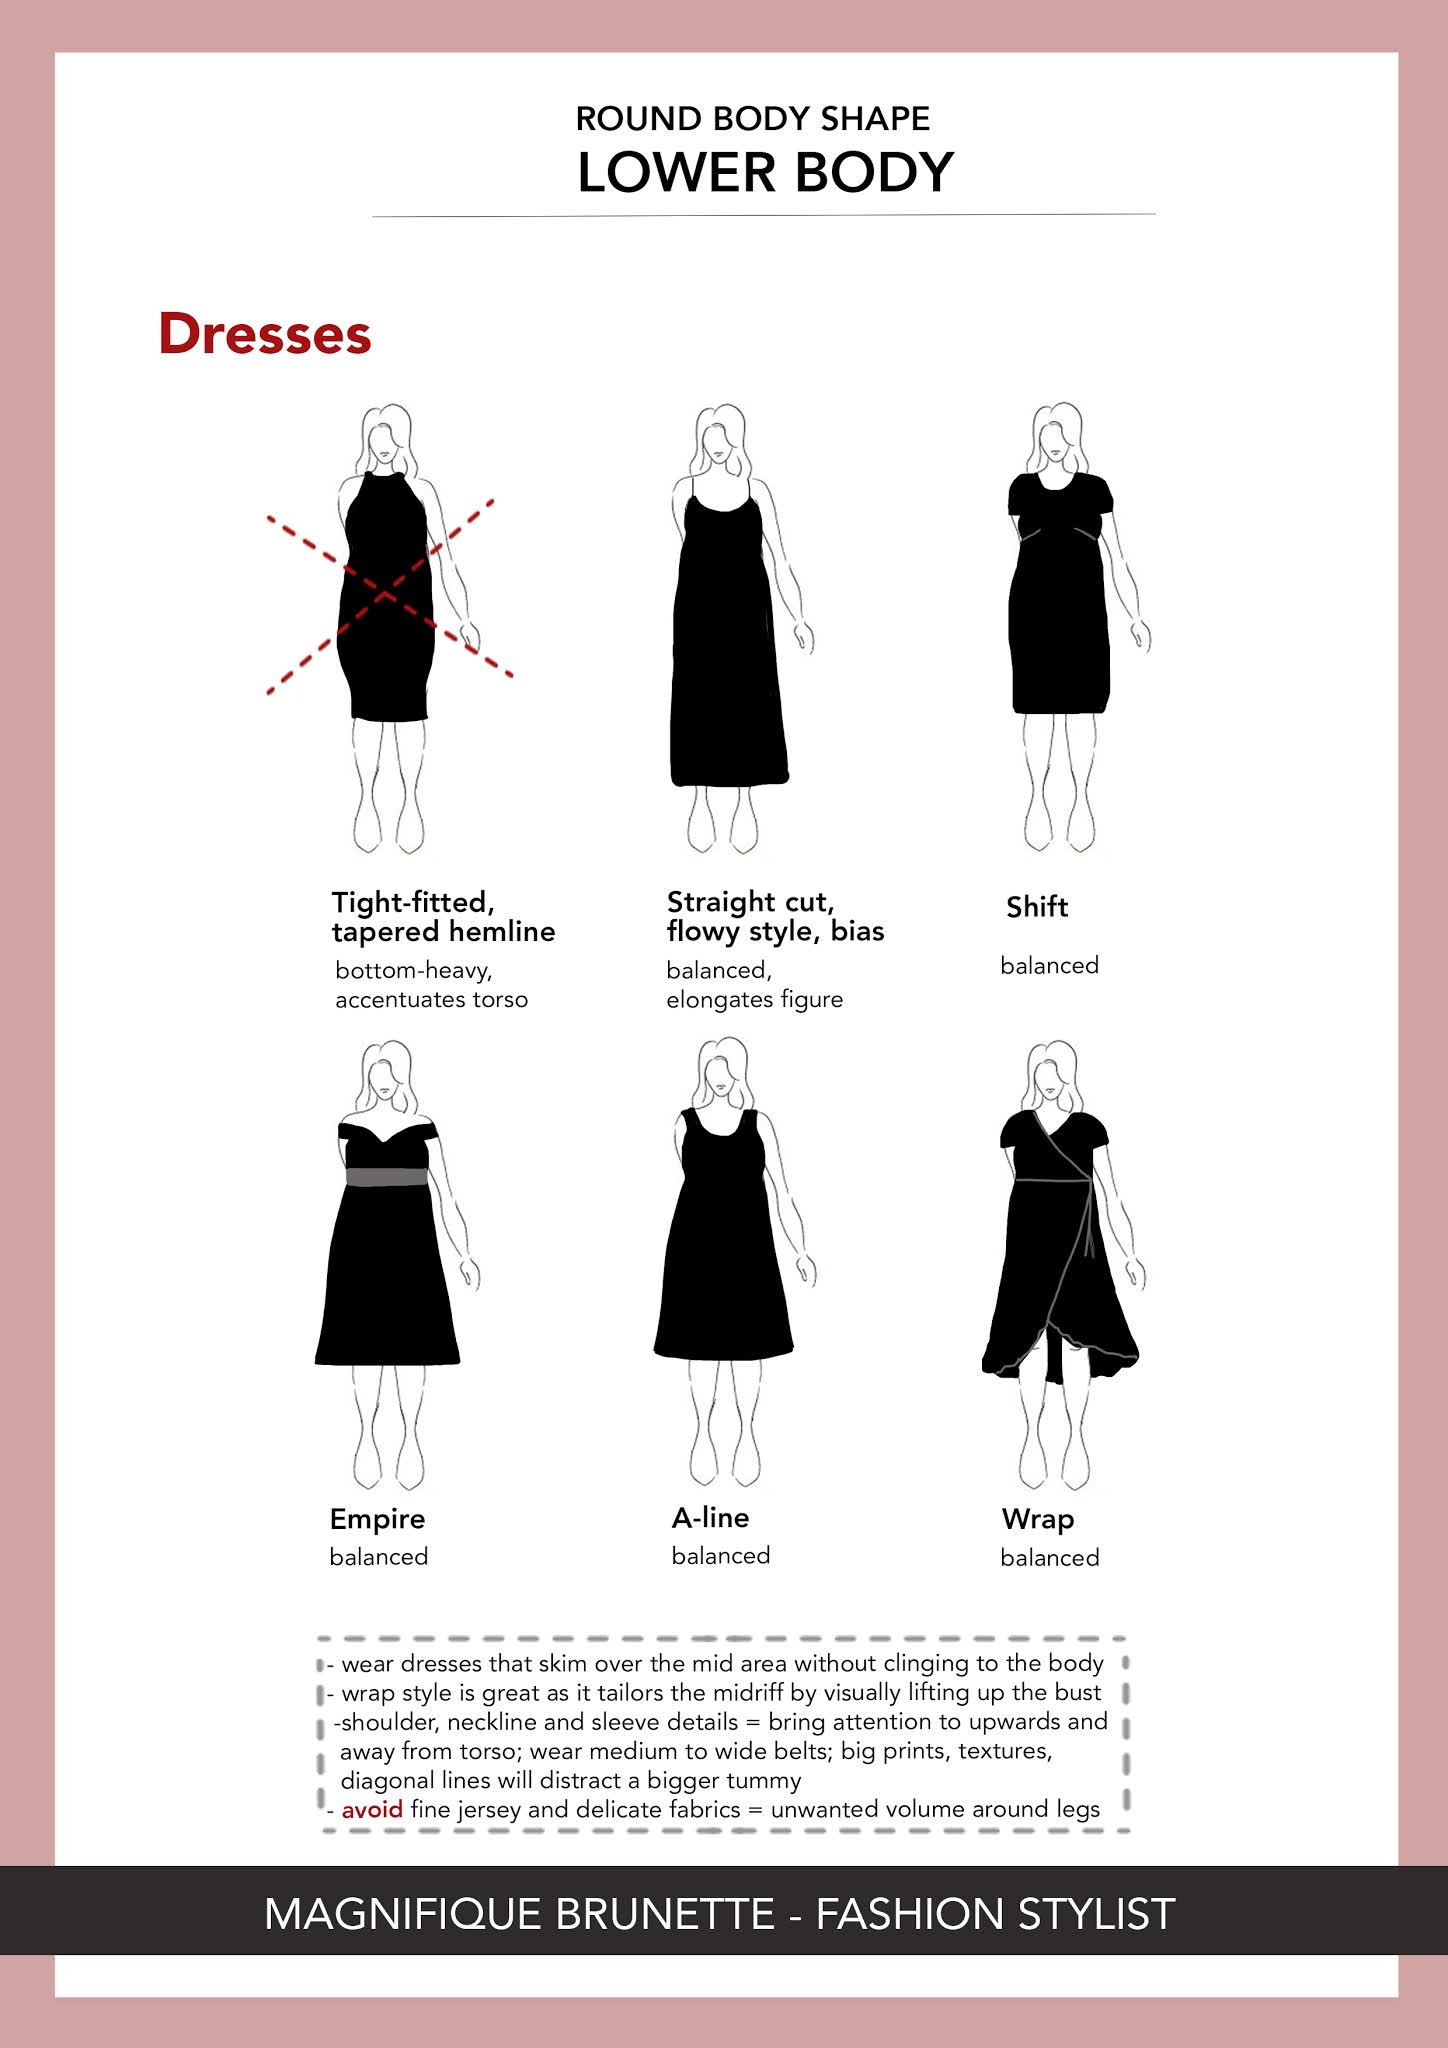 ROUND BODY SHAPE
LOWER BODY
Dresses
Tight-fitted,
tapered hemline
bottom-heavy,
accentuates torso
Straight cut,
flowy style, bias
balanced,
elongates figure
Shift
balanced
Empire
balanced
A-line
balanced
Wrap
balanced
- wear dresses that skim over the mid area without clinging to the body
- wrap style is great as it tailors the midriff by visually lifting up the bust
-shoulder, neckline and sleeve details = bring attention to upwards and
away from torso; wear medium to wide belts; big prints, textures,
diagonal lines will distract a bigger tummy
- avoid fine jersey and delicate fabrics = unwanted volume around legs
MAGNIFIQUE BRUNETTE - FASHION STYLIST